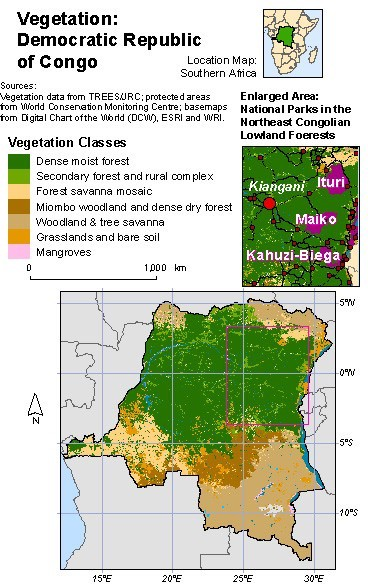 Vegetation:
Democratic Republic
of Congo
Location Map:
Southern Africa
Sources:
Vegetation data from TREES/JRC; protected areas
from World Conservation Monitoring Centre; basemaps
from Digital Chart of the World (DCW), ESRI and WRI.
Enlarged Area:
National Parks in the
Northeast Congolian
Lowland Foerests
Vegetation Classes
Dense moist forest
Secondary forest and rural complex
Forest savanna mosaic
Miombo woodland and dense dry forest
Woodland & tree savanna
Grasslands and bare soil
Mangroves
0 1,000 km
Kiangani
Ituri
Maiko
Kahuzi-Biega
5°N
0°N
5°S
10°S
N
15°E 20°E 25°E 30°E